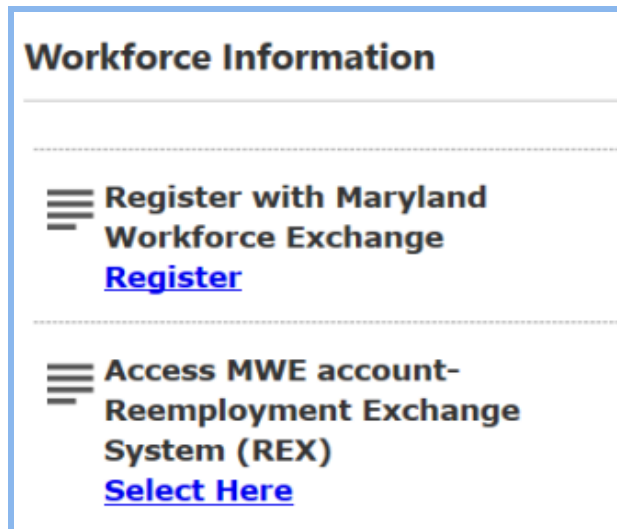 Workforce Information
Register with Maryland
Workforce Exchange
Register
Access MWE account-
Reemployment Exchange
System (REX)
Select Here